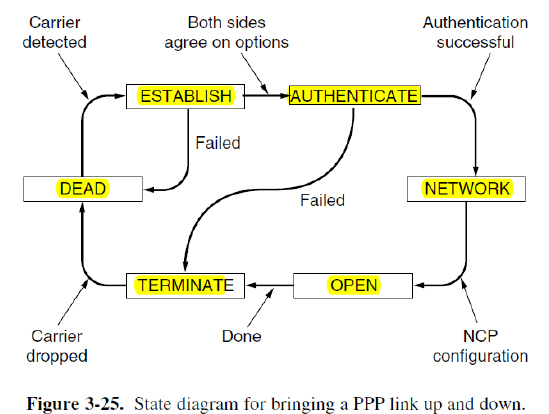 Carrier
detected
Both sides
agree on options
Authentication
successful
ESTABLISH
AUTHENTICATE
Failed
DEAD
Failed
NETWORK
TERMINATE
OPEN
Carrier
dropped
Done
NCP
configuration
Figure 3-25. State diagram for bringing a PPP link up and down.